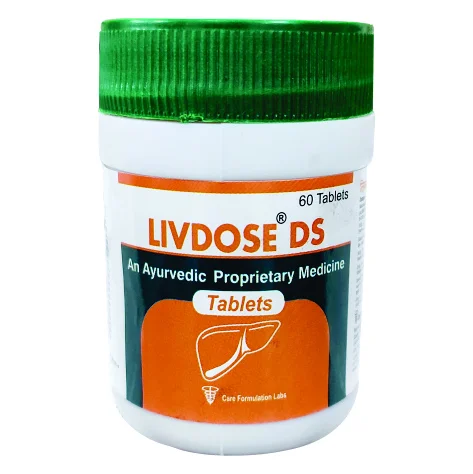 60 Tablets
LIVDOSE® DS
An Ayurvedic Proprietary Medicine
Tablets
Care Formulation Labs